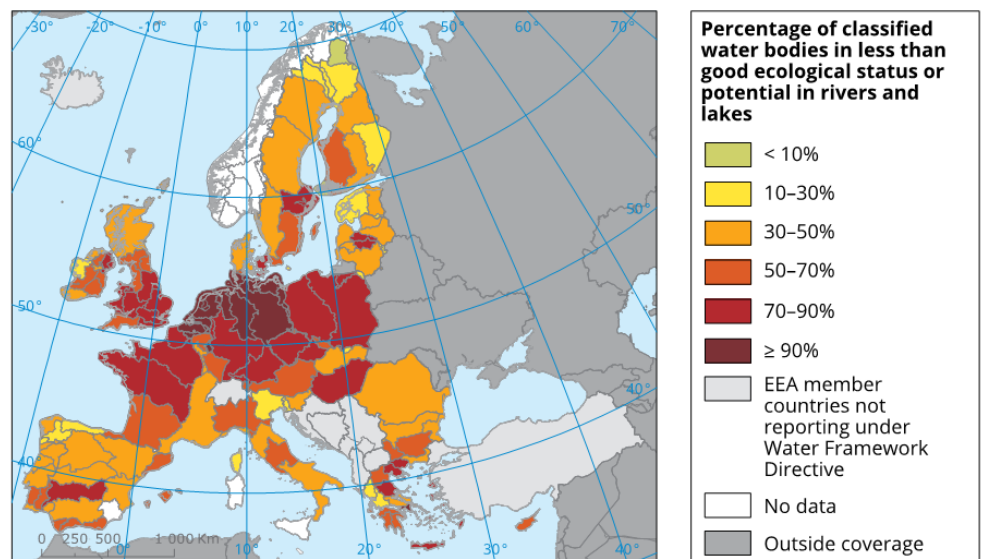 -30° -20° -10° 0° 10° 20° 30° 40° 50° 60° 70°
60°
50°
50°
40°
40°
0 250 500 1 000 Km
0° 10° 20° 30° 40°
Percentage of classified
water bodies in less than
good ecological status or
potential in rivers and
lakes
< 10%
10–30%
30–50%
50–70%
70–90%
≥ 90%
EEA member
countries not
reporting under
Water Framework
Directive
No data
Outside coverage